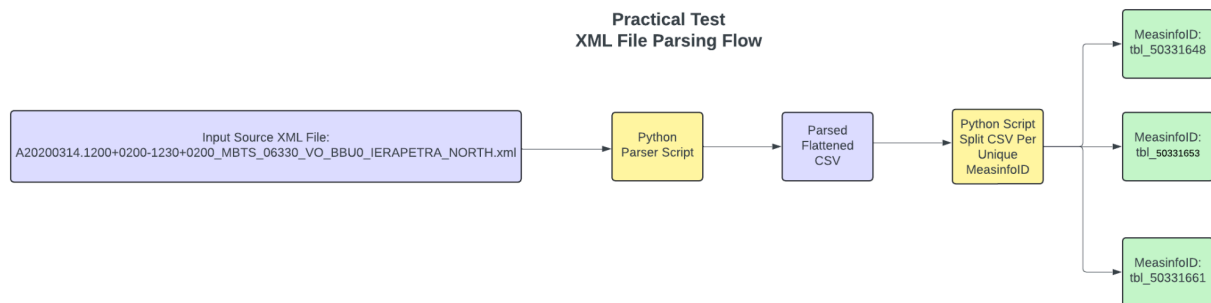 Practical Test
XML File Parsing Flow
MeasinfoID:
tbl_50331648
Input Source XML File:
A20200314.1200+0200-1230+0200_MBTS_06330_VO_BBU0_IERAPETRA_NORTH.xml
Python
Parser Script
Parsed
Flattened
CSV
Python Script
Split CSV Per
Unique
MeasinfoID
MeasinfoID:
tbl_50331653
MeasinfoID:
tbl_50331661